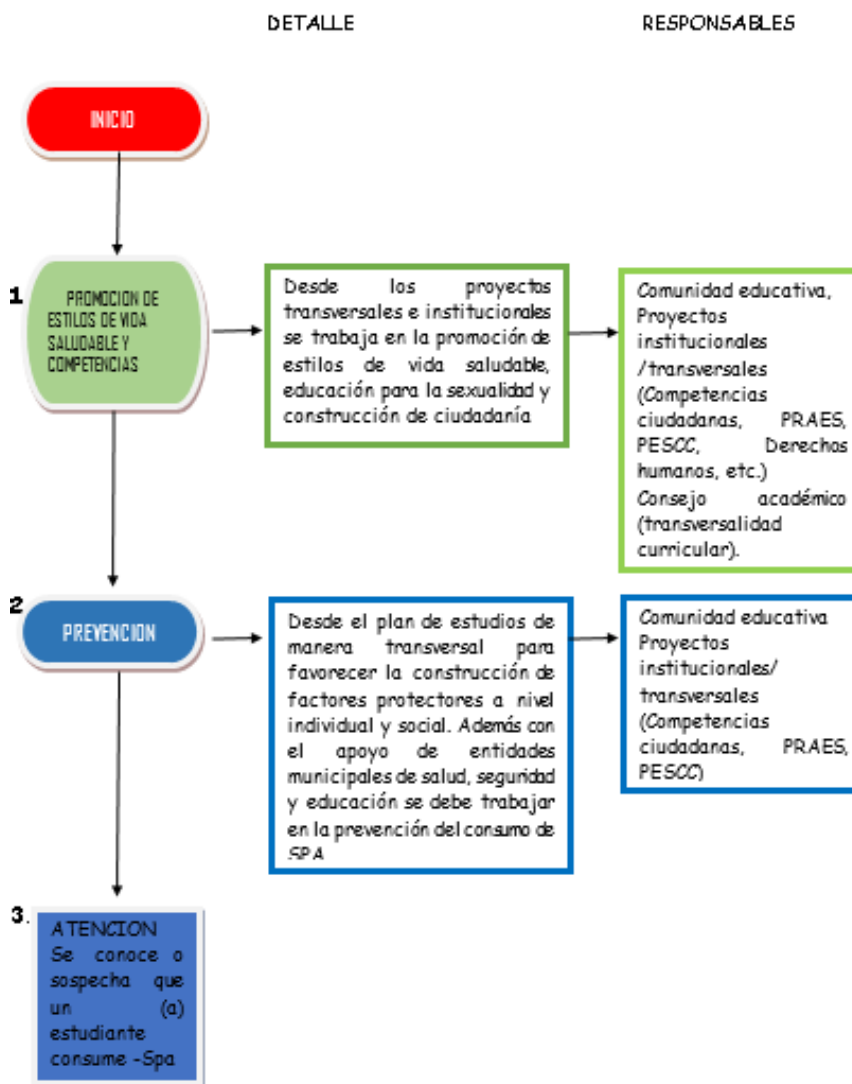 DETALLE
RESPONSABLES
INICIO
1
PROMOCION DE
ESTILOS DE VIDA
SALUDABLE Y
COMPETENCIAS
Desde los proyectos
transversales e institucionales
se trabaja en la promoción de
estilos de vida saludable,
educación para la sexualidad y
construcción de ciudadanía
Comunidad educativa,
Proyectos
institucionales
/transversales
(Competencias
ciudadanas, PRAES,
PESCC, Derechos
humanos, etc.)
Consejo académico
(transversalidad
curricular).
2
PREVENCION
Desde el plan de estudios de
manera transversal para
favorecer la construcción de
factores protectores a nivel
individual y social. Además con
el apoyo de entidades
municipales de salud, seguridad
y educación se debe trabajar
en la prevención del consumo de
SPA
Comunidad educativa
Proyectos
institucionales/
transversales
(Competencias
ciudadanas, PRAES,
PESCC)
3.
ATENCION
Se conoce o
sospecha que
un (a)
estudiante
consume -Spa